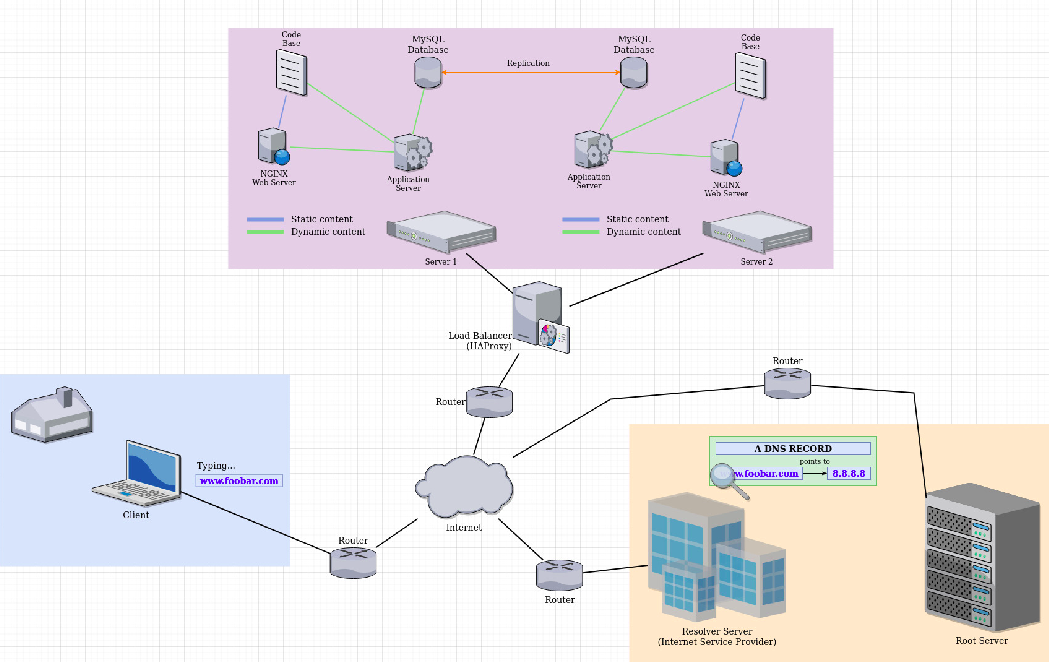 Code
Base
MySQL
Database
MySQL
Database
Code
Base
Replication
NGINX
Web Server
Application
Server
Application
Server
NGINX
Web Server
Static content
Dynamic content
Static content
Dynamic content
Server 1
Server 2
Load Balancer
(HAProxy)
Router
Router
Typing...
www.foobar.com
Client
A DNS RECORD
points to
w.foobar.com
8.8.8.8
Internet
Router
Router
Resolver Server
(Internet Service Provider)
Root Server